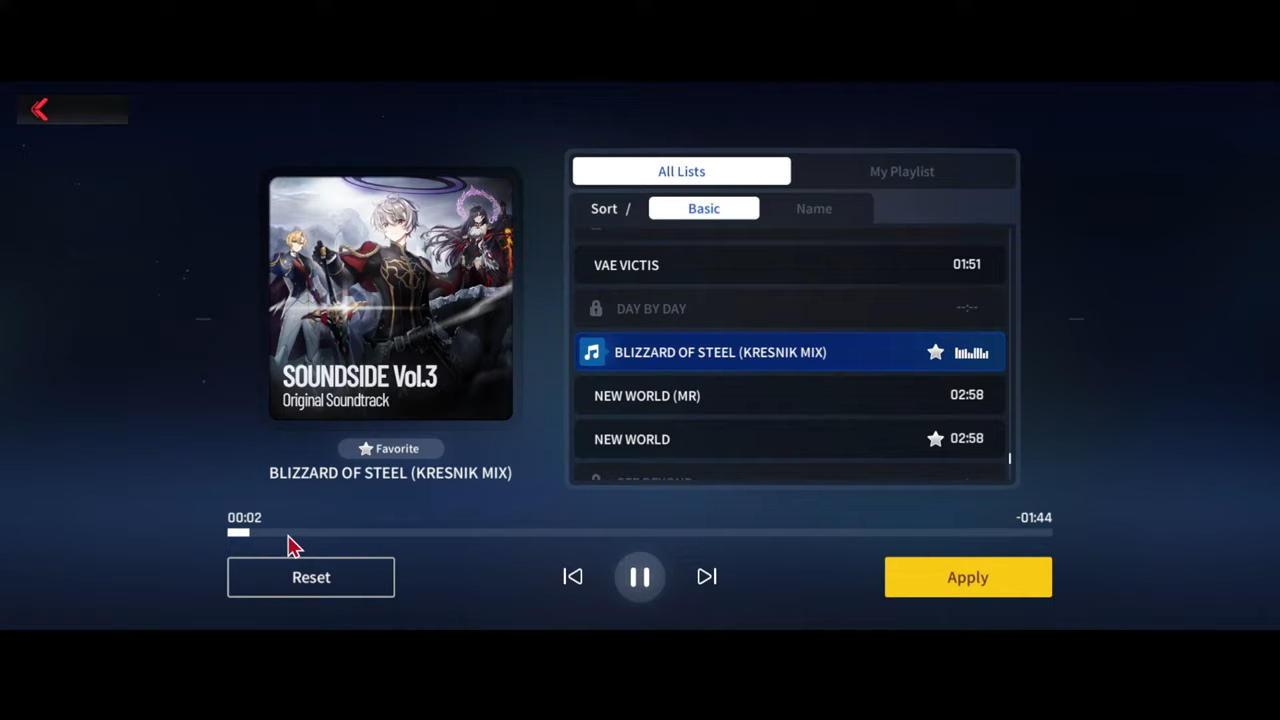 All Lists
My Playlist
Sort /
Basic
Name
VAE VICTIS
01:51
DAY BY DAY
--:--
BLIZZARD OF STEEL (KRESNIK MIX)
NEW WORLD (MR)
02:58
NEW WORLD
02:58
SOUNDSIDE Vol.3
Original Soundtrack
Favorite
BLIZZARD OF STEEL (KRESNIK MIX)
00:02
-01:44
Reset
Apply